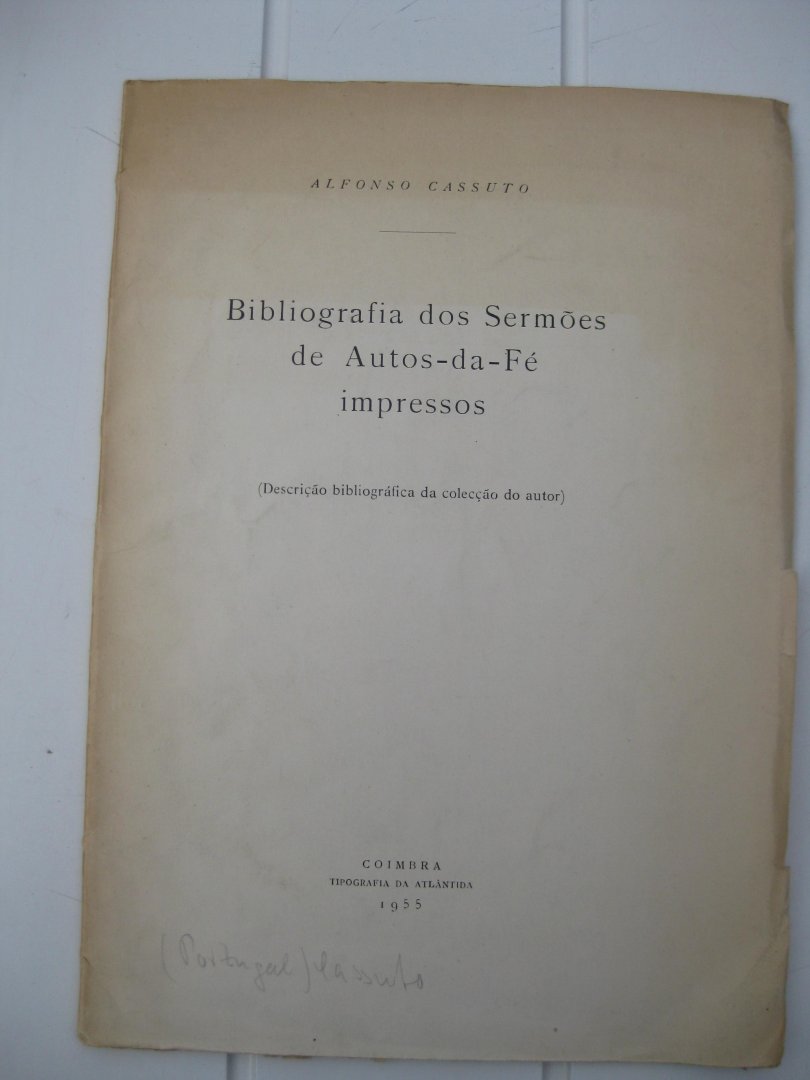 ALFONSO CASSUTO
Bibliografia dos Sermões
de Autos-da-Fé
impressos
(Descrição bibliográfica da colecção do autor)
COIMBRA
TIPOGRAFIA DA ATLÂNTIDA
1955
(Portugal) Cassuto